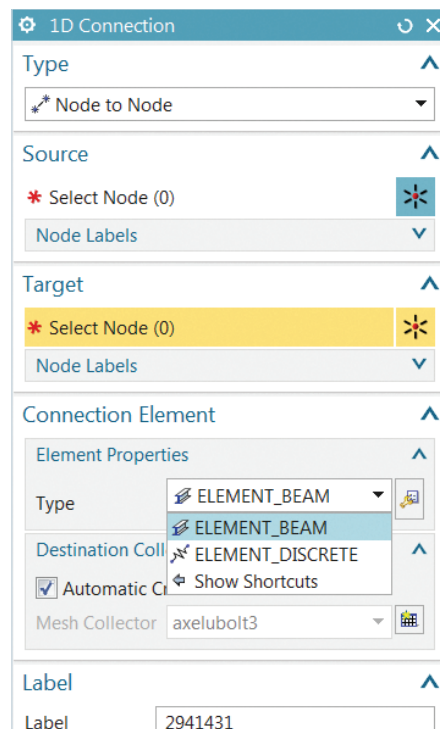 1D Connection
Type
Node to Node
Source
* Select Node (0)
Node Labels
Target
* Select Node (0)
Node Labels
Connection Element
Element Properties
Type ELEMENT_BEAM
ELEMENT_BEAM
Destination Coll ELEMENT_DISCRETE
Automatic Cr Show Shortcuts
Mesh Collector axelubolt3
Label
Label 2941431